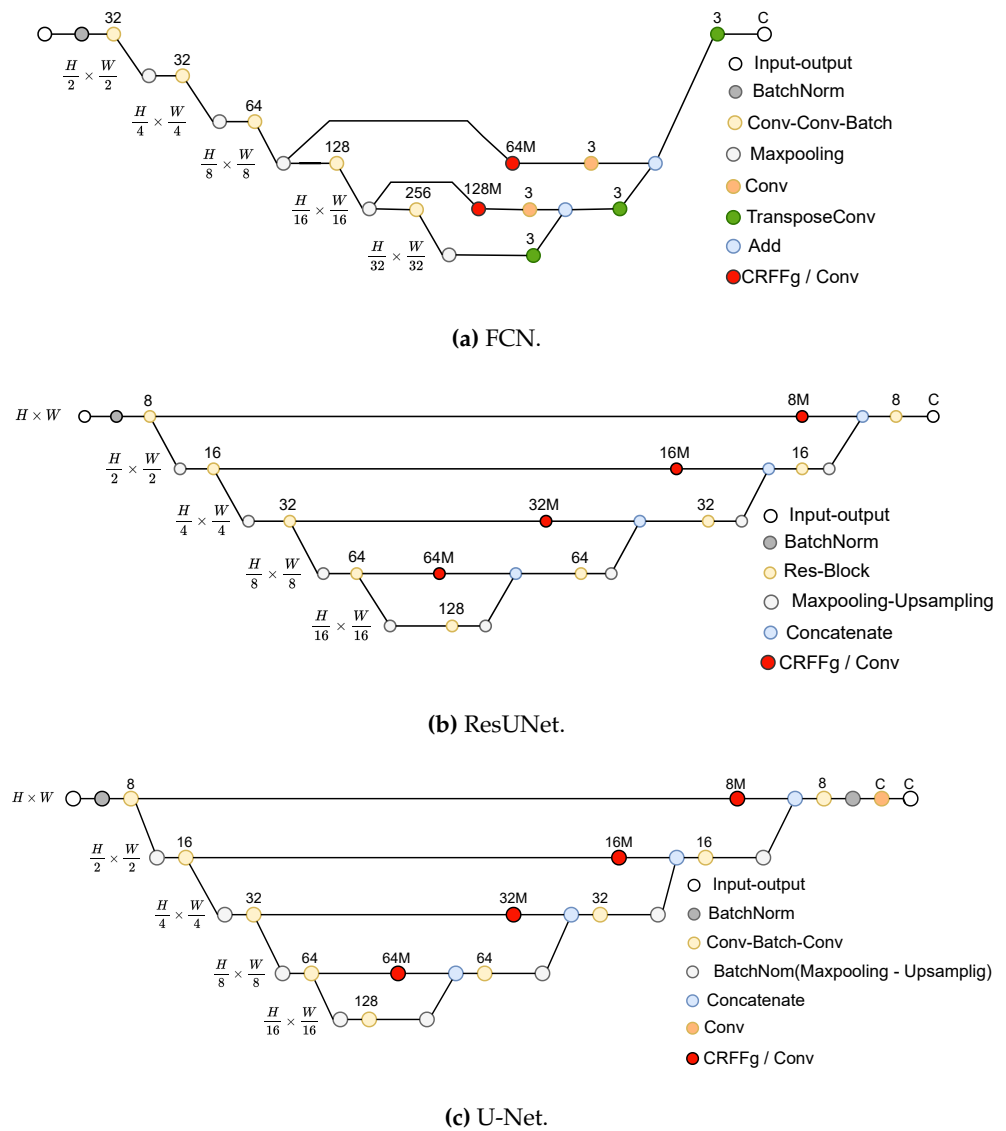 32
3
C
Input-output
H/2 × W/2
32
BatchNorm
H/4 × W/4
64
Conv-Conv-Batch
H/8 × W/8
128
64M
3
Maxpooling
Conv
H/16 × W/16
256
128M
3
3
TransposeConv
H/32 × W/32
3
Add
CRFFg / Conv
(a) FCN.
H × W
8
8M
8
C
H/2 × W/2
16
16M
16
H/4 × W/4
32
32M
32
Input-output
BatchNorm
H/8 × W/8
64
64M
64
Res-Block
Maxpooling-Upsampling
H/16 × W/16
128
Concatenate
CRFFg / Conv
(b) ResUNet.
H × W
8
8M
8
C
C
H/2 × W/2
16
16M
16
Input-output
H/4 × W/4
32
32M
32
BatchNorm
Conv-Batch-Conv
H/8 × W/8
64
64M
64
BatchNom(Maxpooling - Upsamplig)
Concatenate
H/16 × W/16
128
Conv
CRFFg / Conv
(c) U-Net.